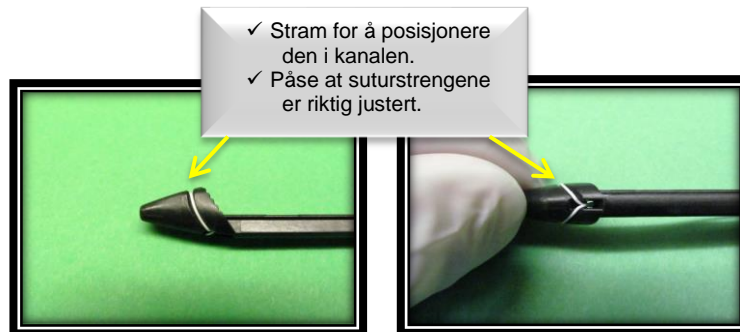 ✓ Stram for å posisjonere
den i kanalen.
✓ Påse at suturstrengene
er riktig justert.